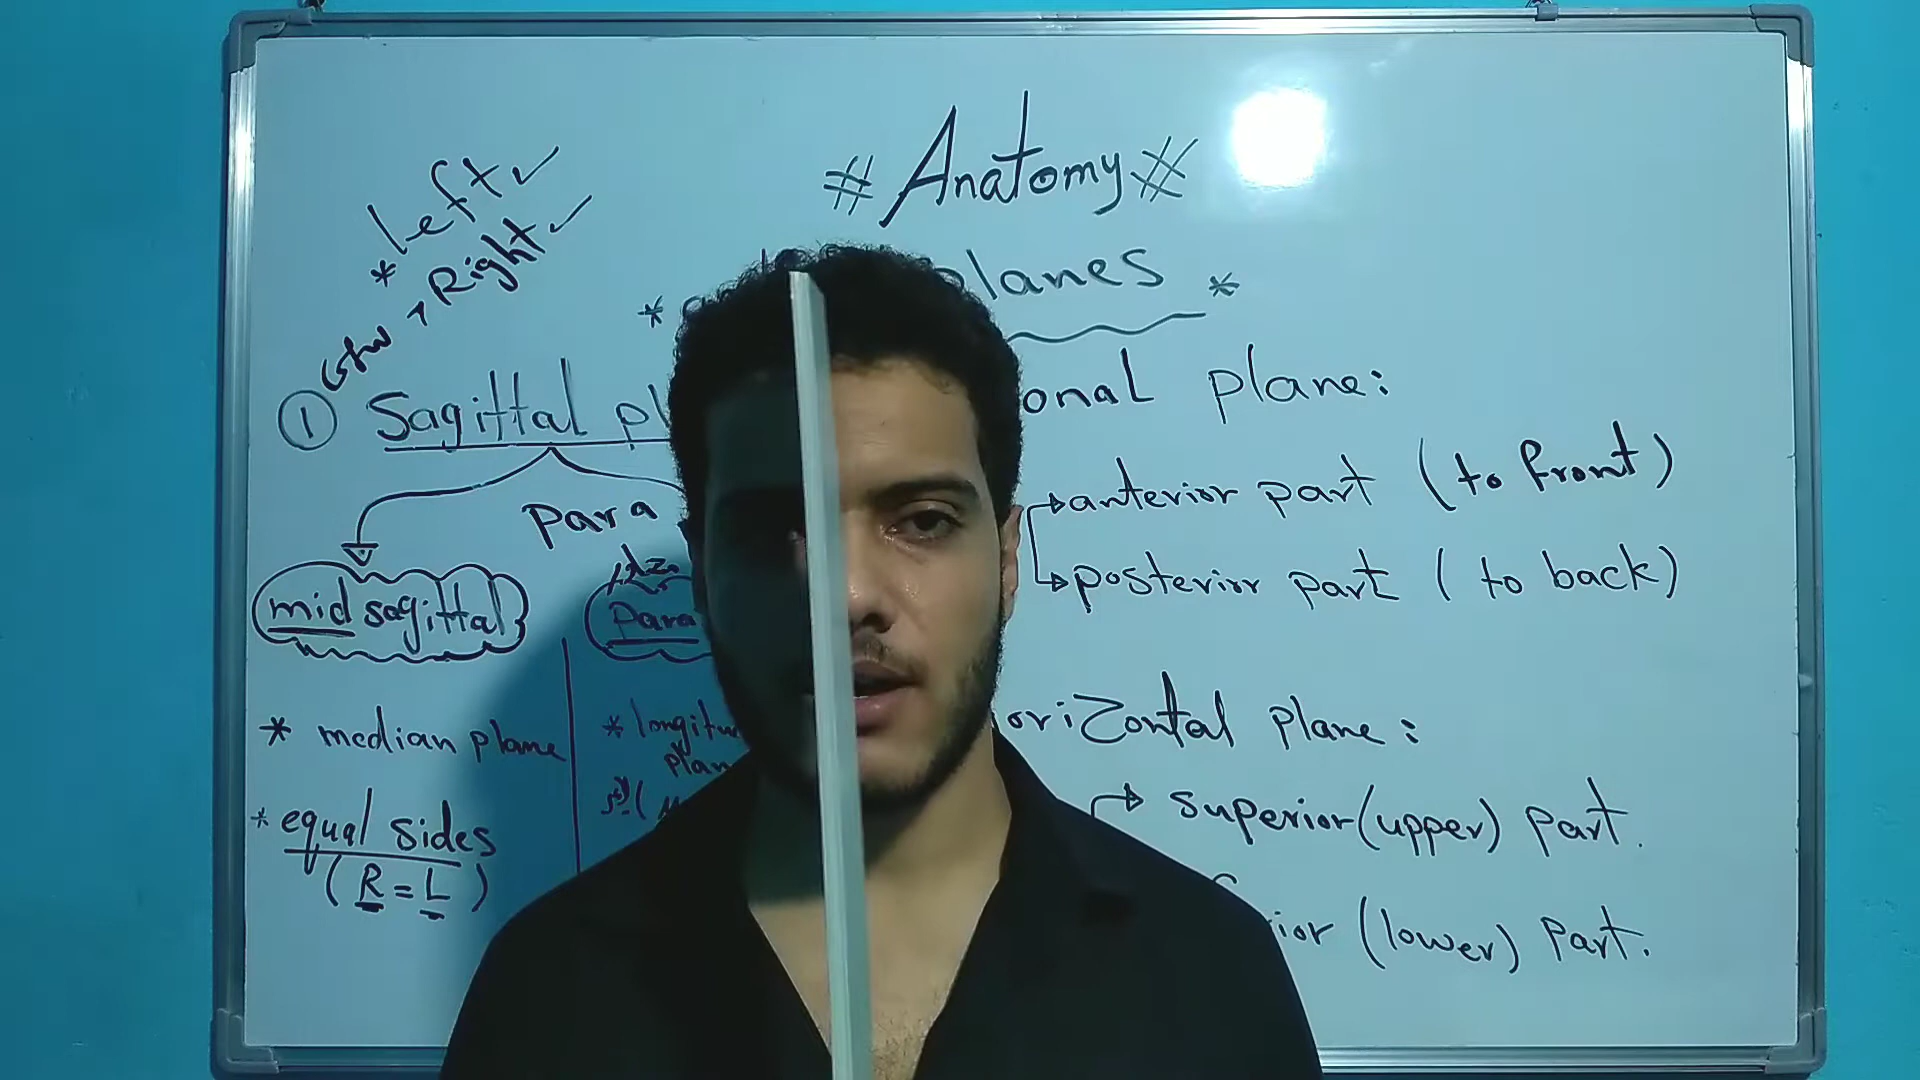 # Anatomy #
* planes *
* Left ✓
Right ✓
① Sagittal pl
Para
mid sagittal
Para
* median plane
* equal sides
(R = L)
* longitu
plan
onal plane:
anterior part (to front)
posterior part (to back)
orizontal plane:
superior (upper) part.
ior (lower) part.